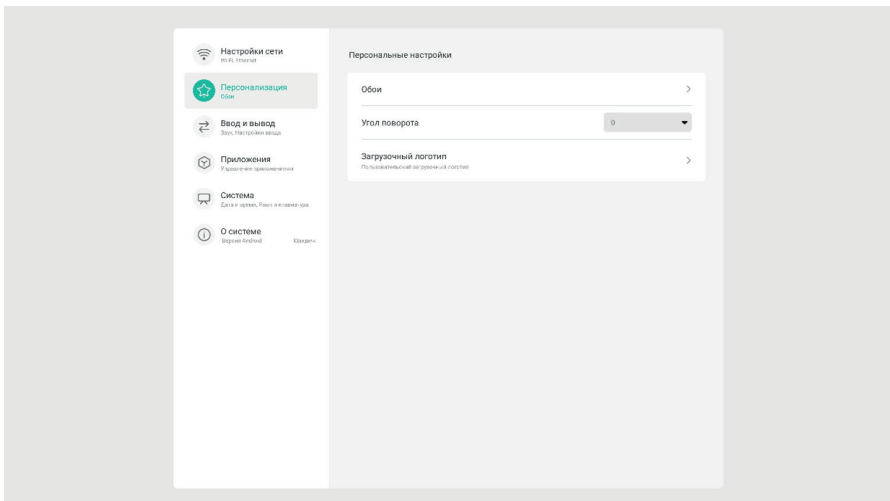 Настройки сети
Wi-Fi, Ethernet
Персонализация
Обои
Ввод и вывод
Звук, Настройки ввода
Приложения
Управление приложениями
Система
Дата и время, Язык и клавиатура
О системе
Версия Android
Персональные настройки
Обои
Угол поворота
0
Загрузочный логотип
Пользовательский загрузочный логотип